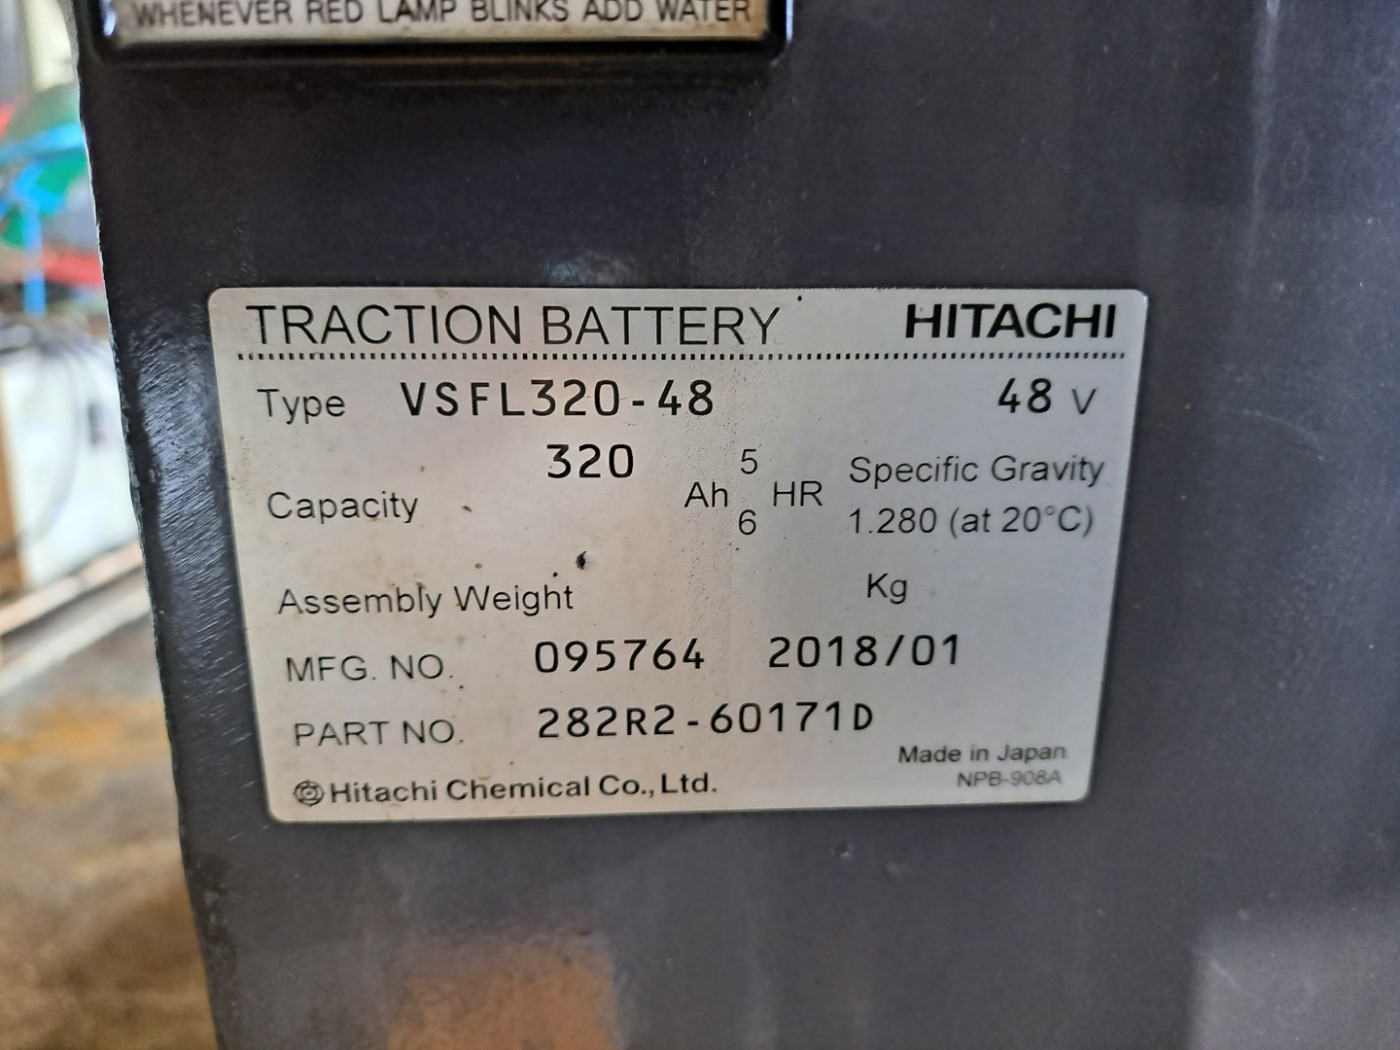 WHENEVER RED LAMP BLINKS ADD WATER
TRACTION BATTERY HITACHI
Type VSFL320-48 48 V
Capacity 320 Ah 5 6 HR Specific Gravity
1.280 (at 20°C)
Assembly Weight Kg
MFG. NO. 095764 2018/01
PART NO. 282R2-60171D
Made in Japan
Hitachi Chemical Co., Ltd. NPB-908A